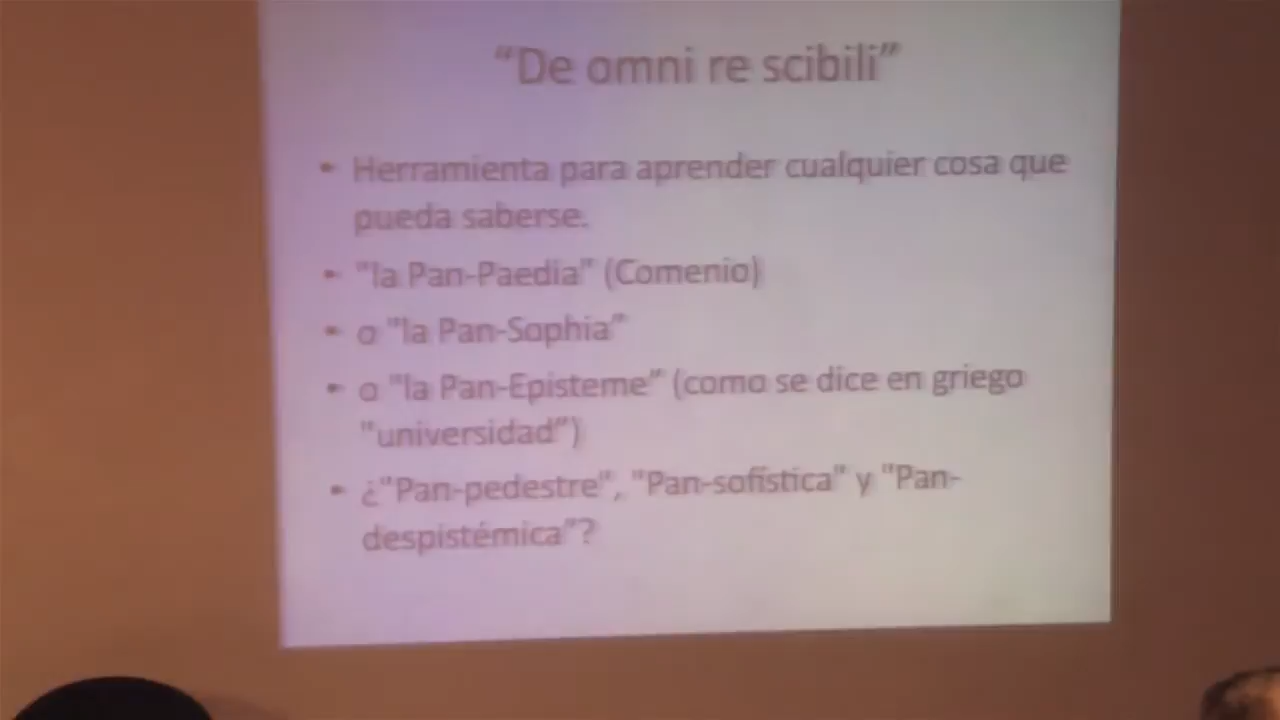 “De omni re scibili”
• Herramienta para aprender cualquier cosa que
pueda saberse.
• "la Pan-Paedia" (Comenio)
• o "la Pan-Sophia"
• o "la Pan-Episteme" (como se dice en griego
"universidad")
• ¿"Pan-pedestre", "Pan-sofística" y "Pan-
despistémica"?